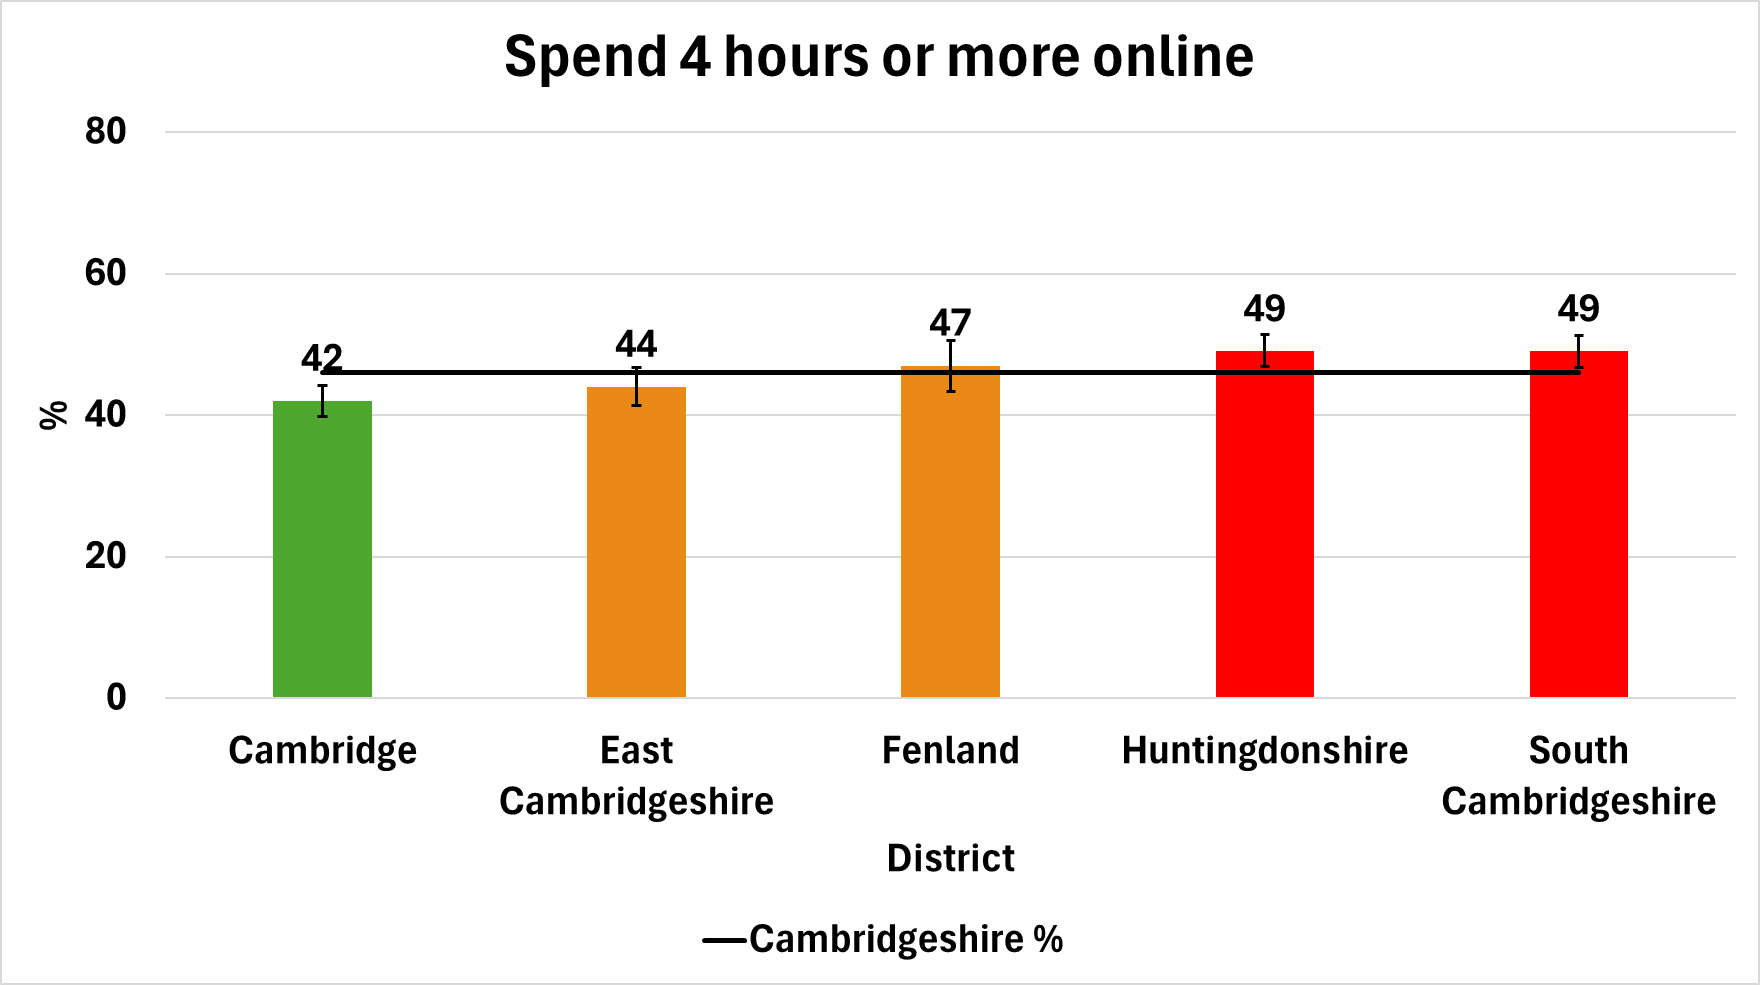 Spend 4 hours or more online
80
60
40
20
0
%
42
44
47
49
49
Cambridge
East
Cambridgeshire
Fenland
Huntingdonshire
South
Cambridgeshire
District
Cambridgeshire %